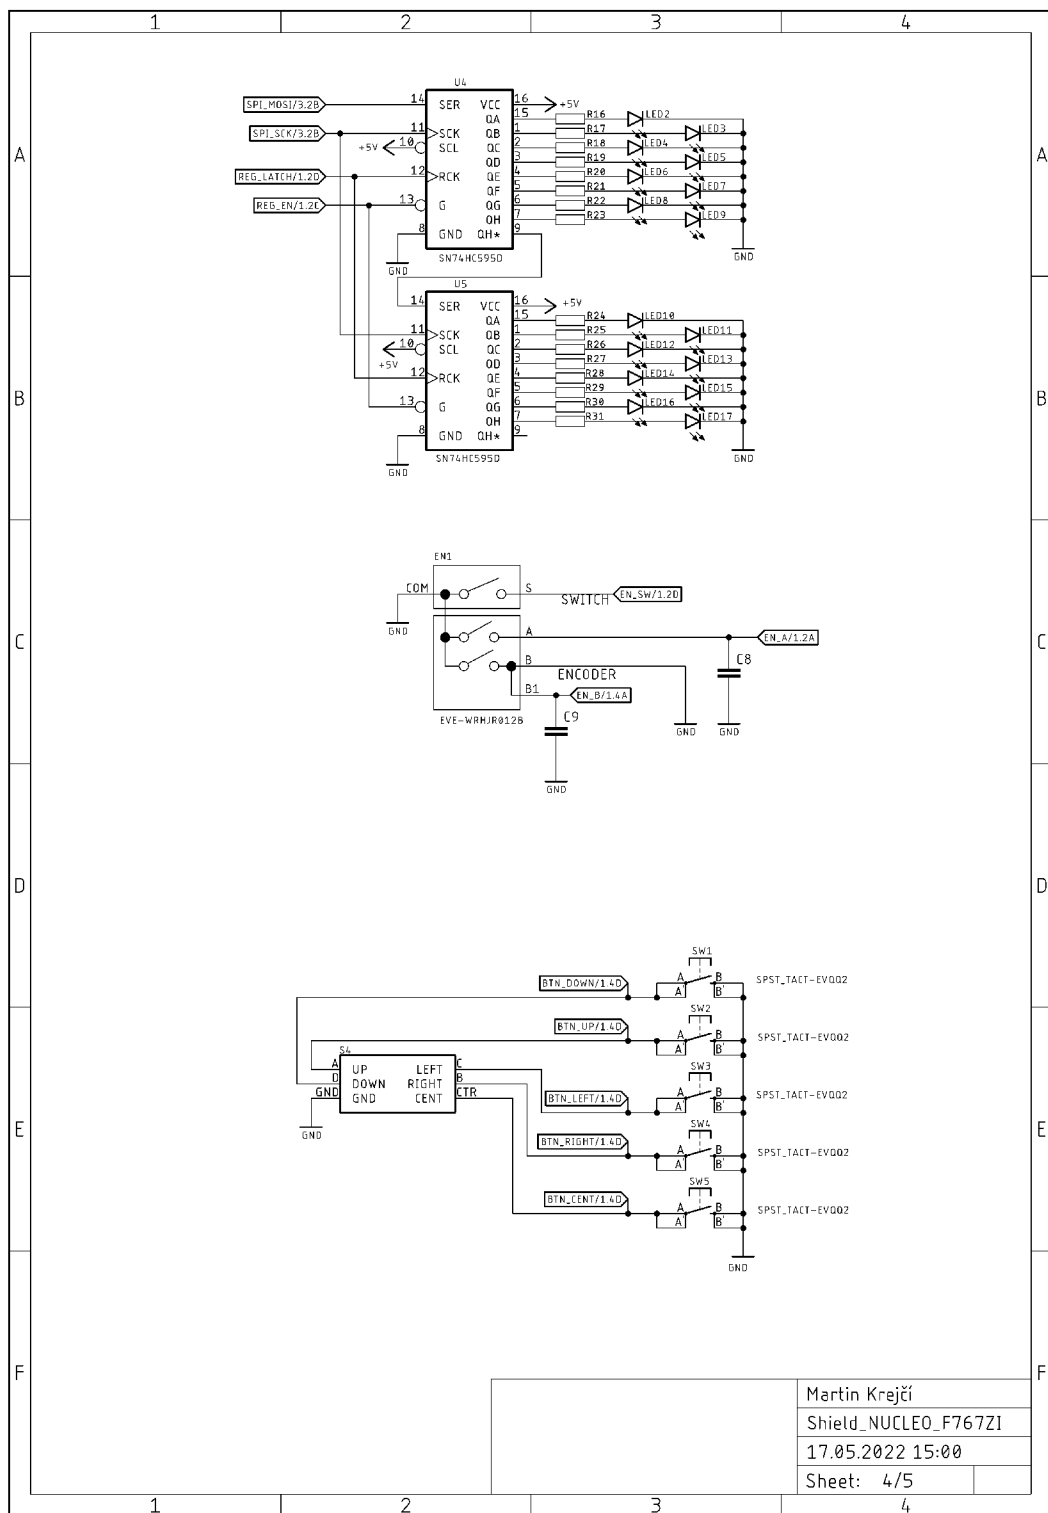 1 2 3 4
A A
B B
C C
D D
E E
F F
U4
SPI_MOSI/3.2B 14 SER VCC 16 +5V
15 QA R16 LED2
SPI_SCK/3.2B 11 SCK QB 1 R17 LED3
+5V 10 SCL QC 2 R18 LED4
QD 3 R19 LED5
REG_LATCH/1.2D 12 RCK QE 4 R20 LED6
QF 5 R21 LED7
REG_EN/1.2C 13 G QG 6 R22 LED8
QH 7 R23 LED9
8 GND QH* 9
GND SN74HC595D GND
U5
14 SER VCC 16 +5V
15 QA R24 LED10
11 SCK QB 1 R25 LED11
10 SCL QC 2 R26 LED12
+5V QD 3 R27 LED13
12 RCK QE 4 R28 LED14
QF 5 R29 LED15
13 G QG 6 R30 LED16
QH 7 R31 LED17
8 GND QH* 9
GND SN74HC595D GND
EN1
COM S
GND SWITCH EN_SW/1.2D
A EN_A/1.2A
B C8
ENCODER
B1 EN_B/1.4A
EVE-WRHJR0128 C9 GND GND
GND
SW1
BTN_DOWN/1.4D A B SPST_TACT-EVQQ2
A' B'
SW2
BTN_UP/1.4D A B SPST_TACT-EVQQ2
A' B'
S4
A UP LEFT C
D DOWN RIGHT B
GND GND CENT CTR
GND
SW3
BTN_LEFT/1.4D A B SPST_TACT-EVQQ2
A' B'
SW4
BTN_RIGHT/1.4D A B SPST_TACT-EVQQ2
A' B'
SW5
BTN_CENT/1.4D A B SPST_TACT-EVQQ2
A' B'
GND
Martin Krejčí
Shield_NUCLEO_F767ZI
17.05.2022 15:00
Sheet: 4/5
1 2 3 4